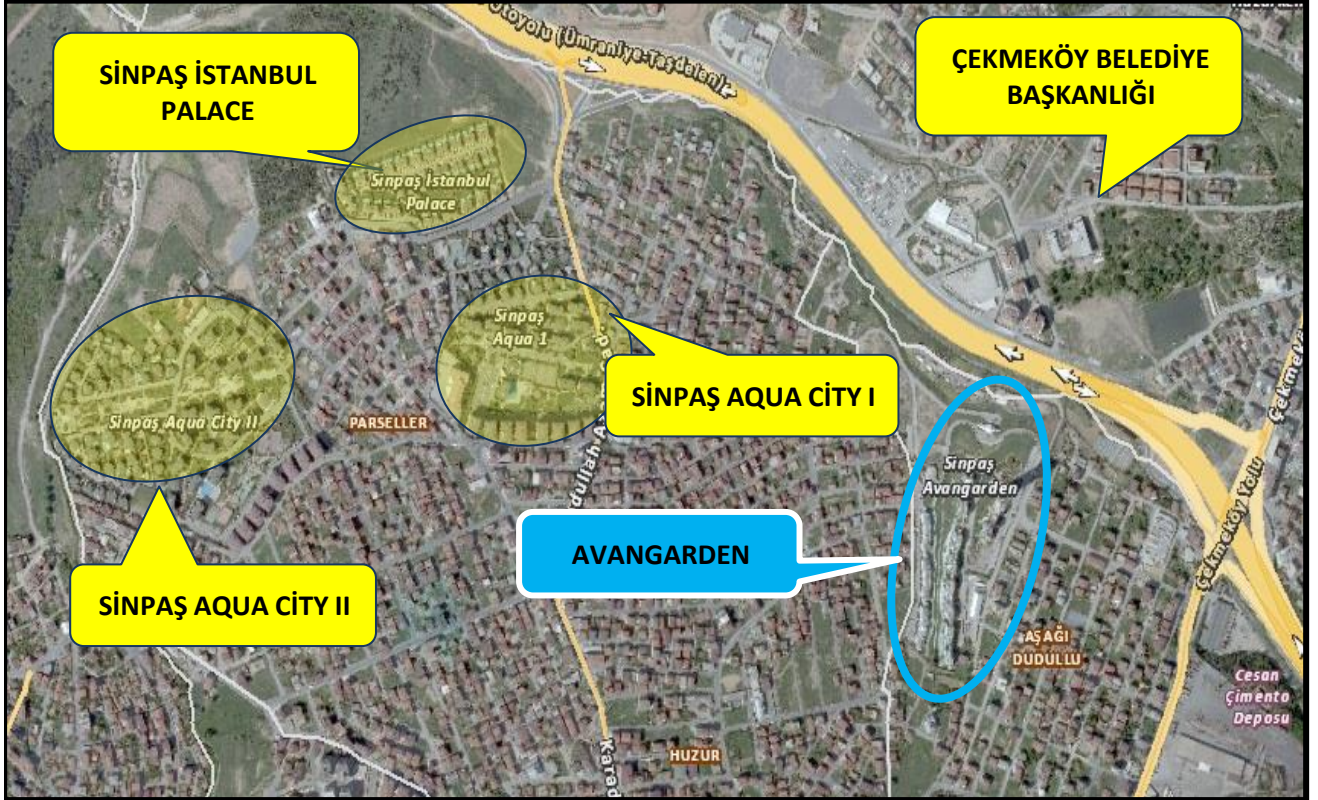 Otoyolu (Ümraniye-Taşdelen)
SİNPAŞ İSTANBUL
PALACE
ÇEKMEKÖY BELEDİYE
BAŞKANLIĞI
Sinpaş İstanbul
Palace
Sinpaş
Aqua 1
SİNPAŞ AQUA CİTY I
Sinpaş Aqua City II
PARSELLER
Sinpaş
Avangarden
Çekmeköy Yolu
AVANGARDEN
SİNPAŞ AQUA CİTY II
AŞAĞI
DUDULLU
Cesan
Çimento
Deposu
HUZUR